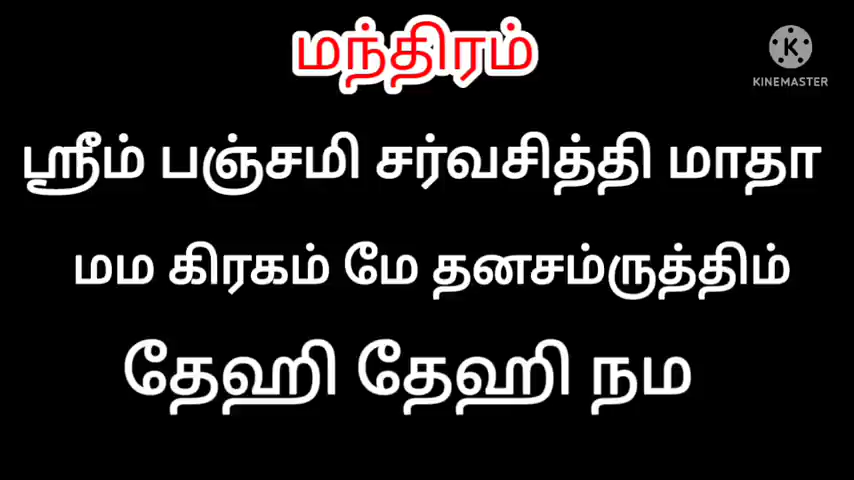 மந்திரம்
KINEMASTER
ஸ்ரீம் பஞ்சமி சர்வசித்தி மாதா
மம கிரகம் மே தனசம்ருத்திம்
தேஹி தேஹி நம